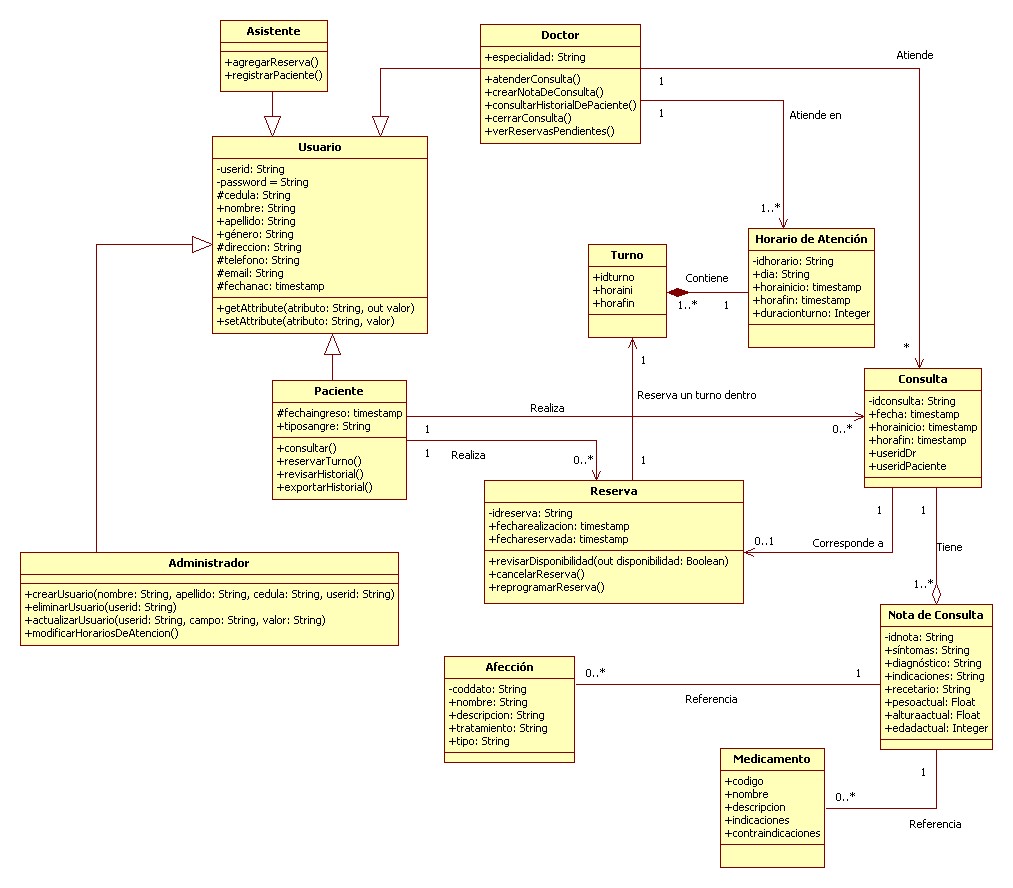 Asistente
+agregarReserva()
+registrarPaciente()
Doctor
+especialidad: String
+atenderConsulta()
+crearNotaDeConsulta()
+consultarHistorialDePaciente()
+cerrarConsulta()
+verReservasPendientes()
Atiende
1
*
Atiende en
1
1..*
Usuario
-userid: String
-password = String
#cedula: String
+nombre: String
+apellido: String
+género: String
#direccion: String
#telefono: String
#email: String
#fechanac: timestamp
+getAttribute(atributo: String, out valor)
+setAttribute(atributo: String, valor)
Turno
+idturno
+horaini
+horafin
Contiene
1..*
1
Horario de Atención
-idhorario: String
+dia: String
+horainicio: timestamp
+horafin: timestamp
+duracionturno: Integer
1
Reserva un turno dentro
1
Paciente
#fechaingreso: timestamp
+tiposangre: String
+consultar()
+reservarTurno()
+revisarHistorial()
+exportarHistorial()
Realiza
1
0..*
1
Realiza
0..*
Consulta
-idconsulta: String
+fecha: timestamp
+horainicio: timestamp
+horafin: timestamp
+useridDr
+useridPaciente
Reserva
-idreserva: String
+fecharealizacion: timestamp
+fechareservada: timestamp
+revisarDisponibilidad(out disponibilidad: Boolean)
+cancelarReserva()
+reprogramarReserva()
1
0..1
Corresponde a
1
Tiene
1..*
Administrador
+crearUsuario(nombre: String, apellido: String, cedula: String, userid: String)
+eliminarUsuario(userid: String)
+actualizarUsuario(userid: String, campo: String, valor: String)
+modificarHorariosDeAtencion()
Nota de Consulta
-idnota: String
+síntomas: String
+diagnóstico: String
+indicaciones: String
+recetario: String
+pesoactual: Float
+alturaactual: Float
+edadactual: Integer
Afección
-coddato: String
+nombre: String
+descripcion: String
+tratamiento: String
+tipo: String
0..*
1
Referencia
Medicamento
+codigo
+nombre
+descripcion
+indicaciones
+contraindicaciones
1
0..*
Referencia